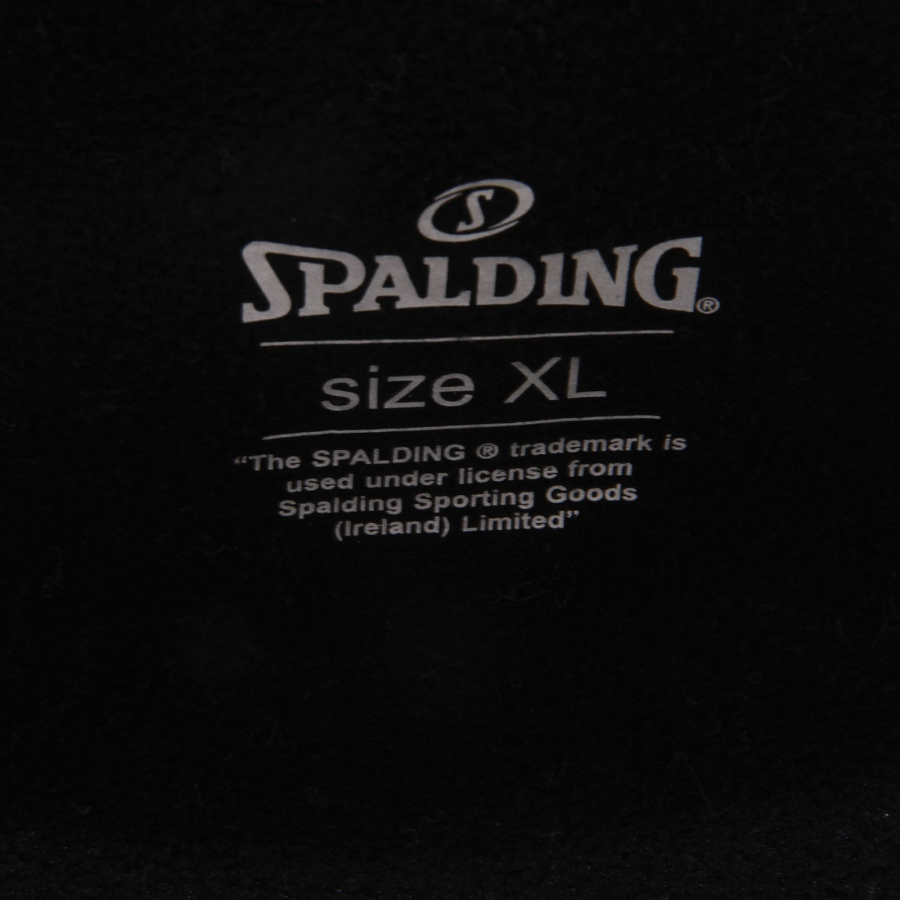 S
SPALDING®
size XL
“The SPALDING ® trademark is
used under license from
Spalding Sporting Goods
(Ireland) Limited”